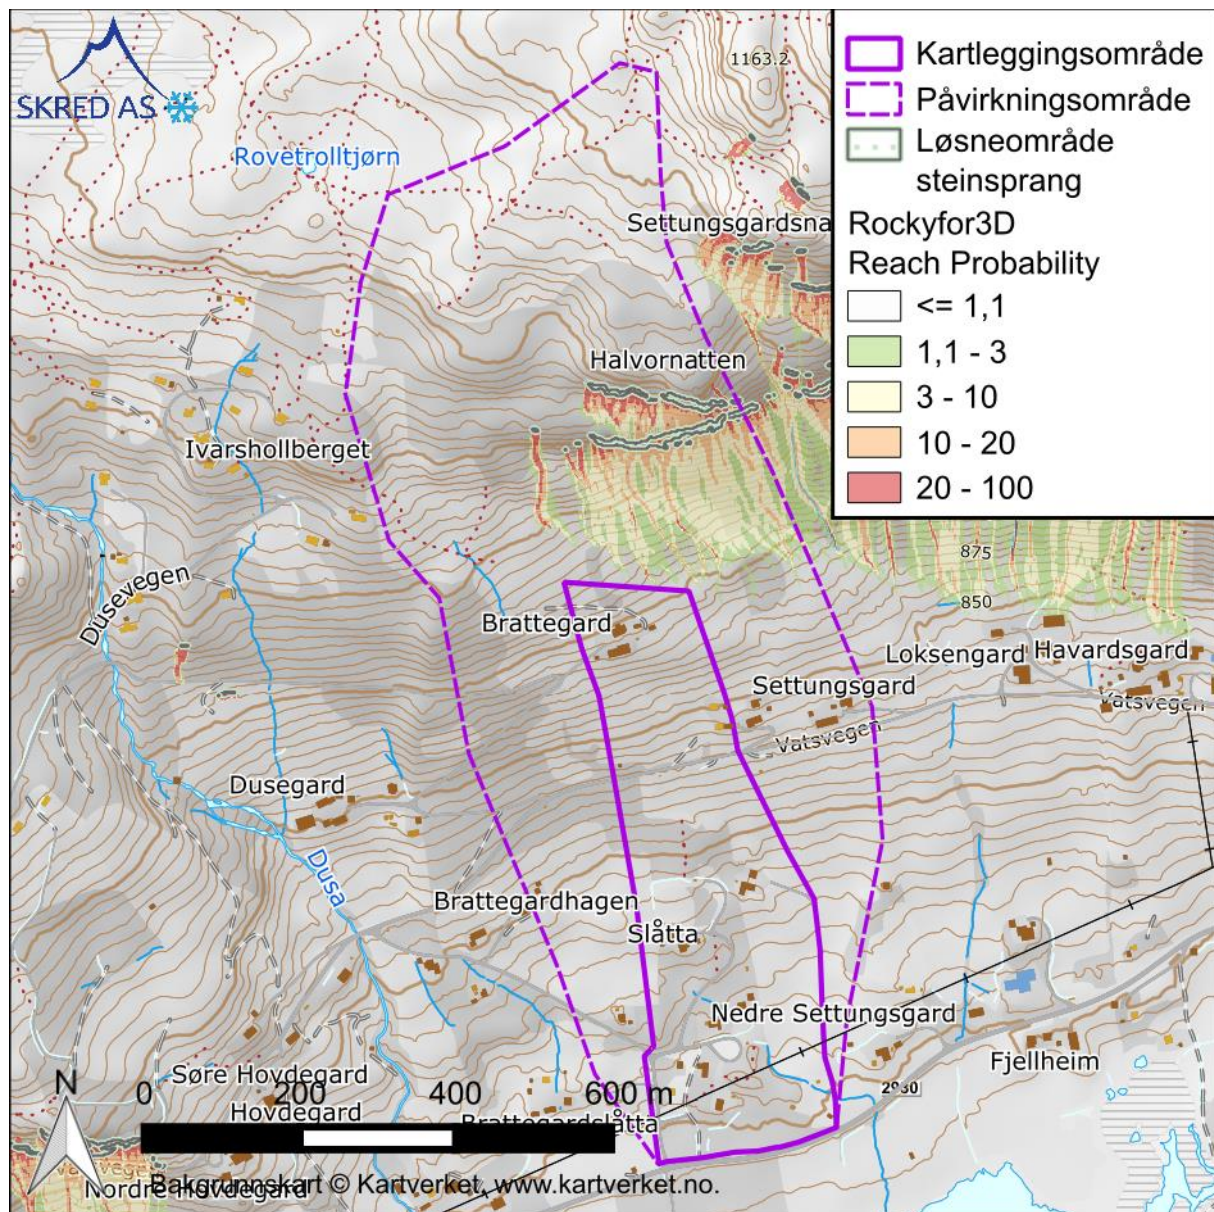 SKRED AS
1163.2
Kartleggingsområde
Påvirkningsområde
Løsneområde
steinsprang
Rockyfor3D
Reach Probability
<= 1,1
1,1 - 3
3 - 10
10 - 20
20 - 100
Rovetrolltjørn
Settungsgardsna
Halvornatten
Ivarshollberget
875
Dusevegen
850
Brattegard
Loksengard
Havardsgard
Settungsgard
Vatsvegen
Vatsvegen
Dusegard
Dusa
Brattegardhagen
Slåtta
Nedre Settungsgard
Fjellheim
2930
N
Søre Hovdegard
0 200 400 600 m
Hovdegard
Brattegardslåtta
Vatsvegen
Nordre Hovdegard
Bakgrunnskart © Kartverket, www.kartverket.no.